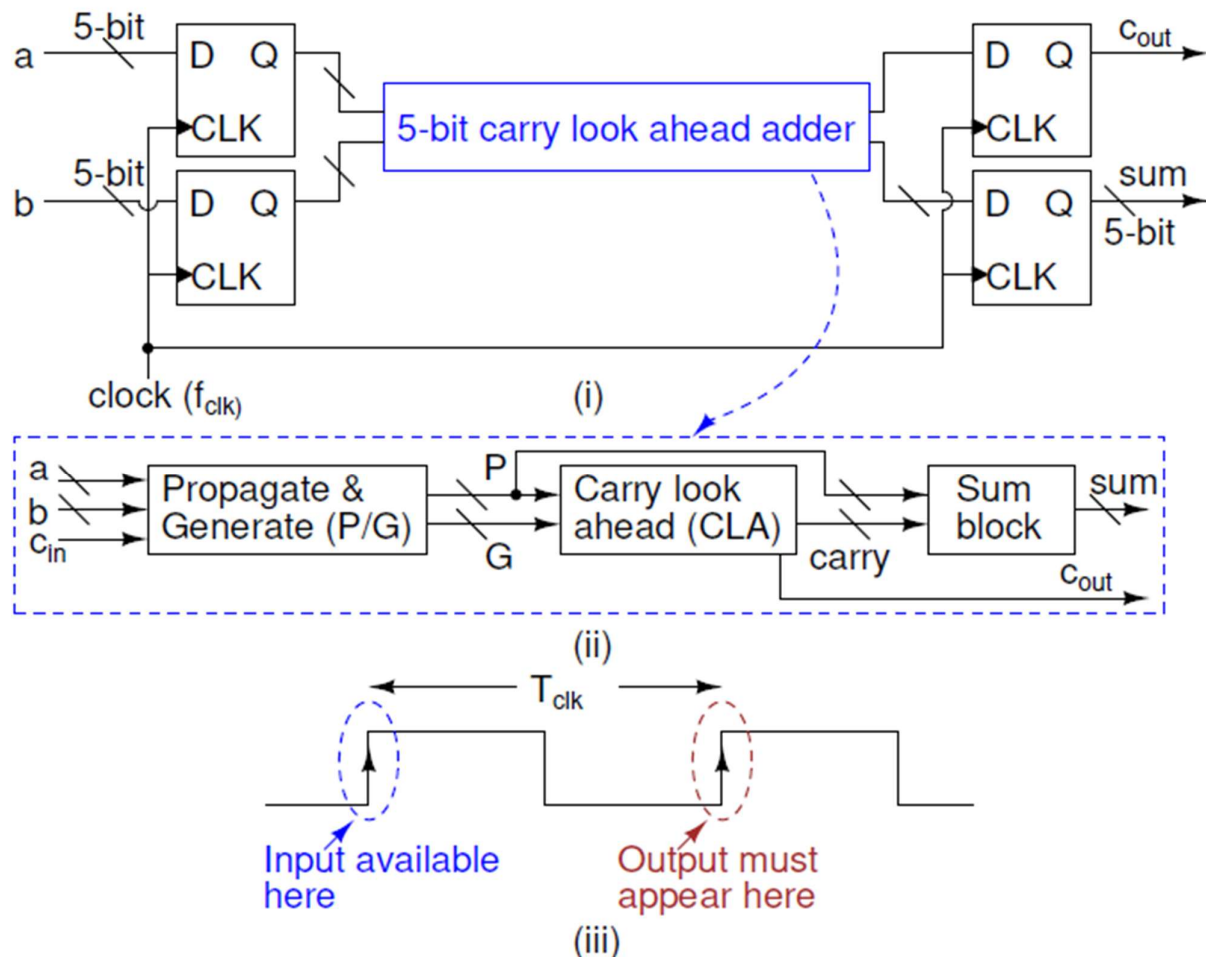 a
5-bit
D Q
CLK
b
5-bit
D Q
CLK
5-bit carry look ahead adder
D Q
CLK
c_out
D Q
CLK
sum
5-bit
clock (f_clk)
(i)
a
b
c_in
Propagate &
Generate (P/G)
P
G
Carry look
ahead (CLA)
carry
Sum
block
sum
c_out
(ii)
T_clk
Input available
here
Output must
appear here
(iii)